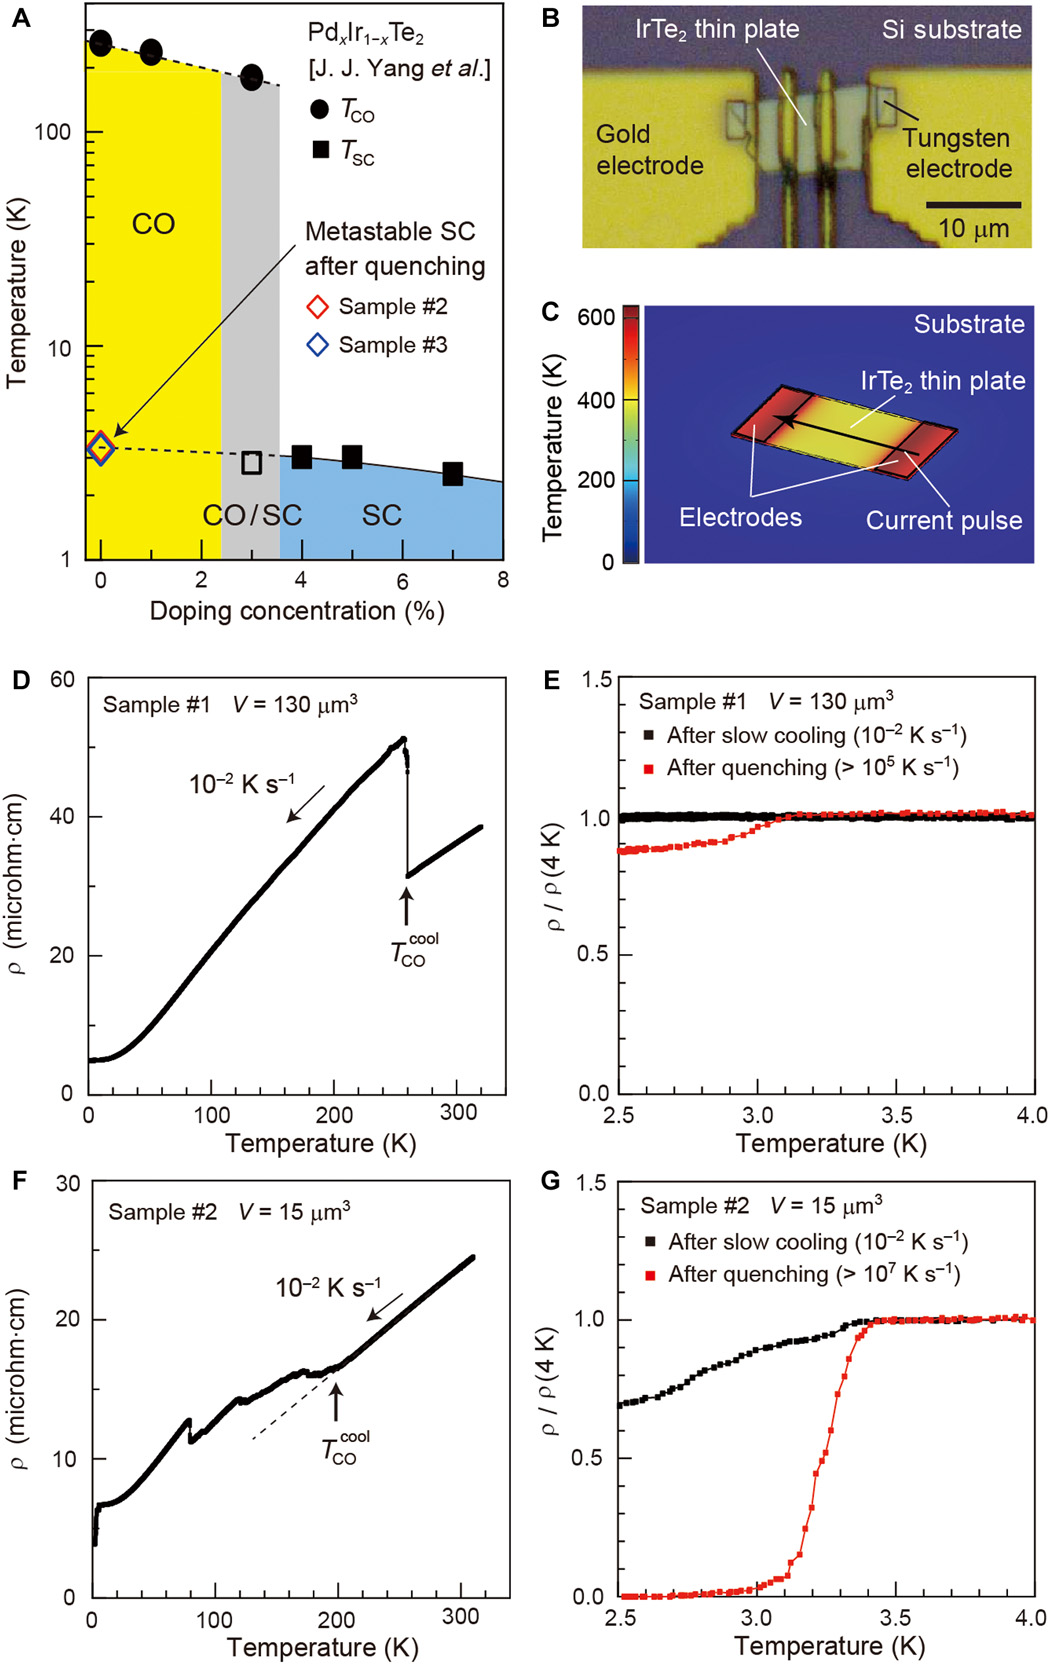 A
Pd𝑥Ir1−𝑥Te2
[J. J. Yang et al.]
TCO
TSC
100
CO
Metastable SC
after quenching
Sample #2
Sample #3
10
CO / SC
SC
1
0 2 4 6 8
Temperature (K)
Doping concentration (%)
B
IrTe2 thin plate
Si substrate
Gold
electrode
Tungsten
electrode
10 μm
C
600
400
200
0
Temperature (K)
Substrate
IrTe2 thin plate
Electrodes
Current pulse
D
60
40
20
0
ρ (microhm·cm)
Sample #1 V = 130 μm³
10⁻² K s⁻¹
TCO cool
0 100 200 300
Temperature (K)
E
1.5
1.0
0.5
0.0
ρ / ρ (4 K)
Sample #1 V = 130 μm³
After slow cooling (10⁻² K s⁻¹)
After quenching (> 10⁵ K s⁻¹)
2.5 3.0 3.5 4.0
Temperature (K)
F
30
20
10
0
ρ (microhm·cm)
Sample #2 V = 15 μm³
10⁻² K s⁻¹
TCO cool
0 100 200 300
Temperature (K)
G
1.5
1.0
0.5
0.0
ρ / ρ (4 K)
Sample #2 V = 15 μm³
After slow cooling (10⁻² K s⁻¹)
After quenching (> 10⁷ K s⁻¹)
2.5 3.0 3.5 4.0
Temperature (K)